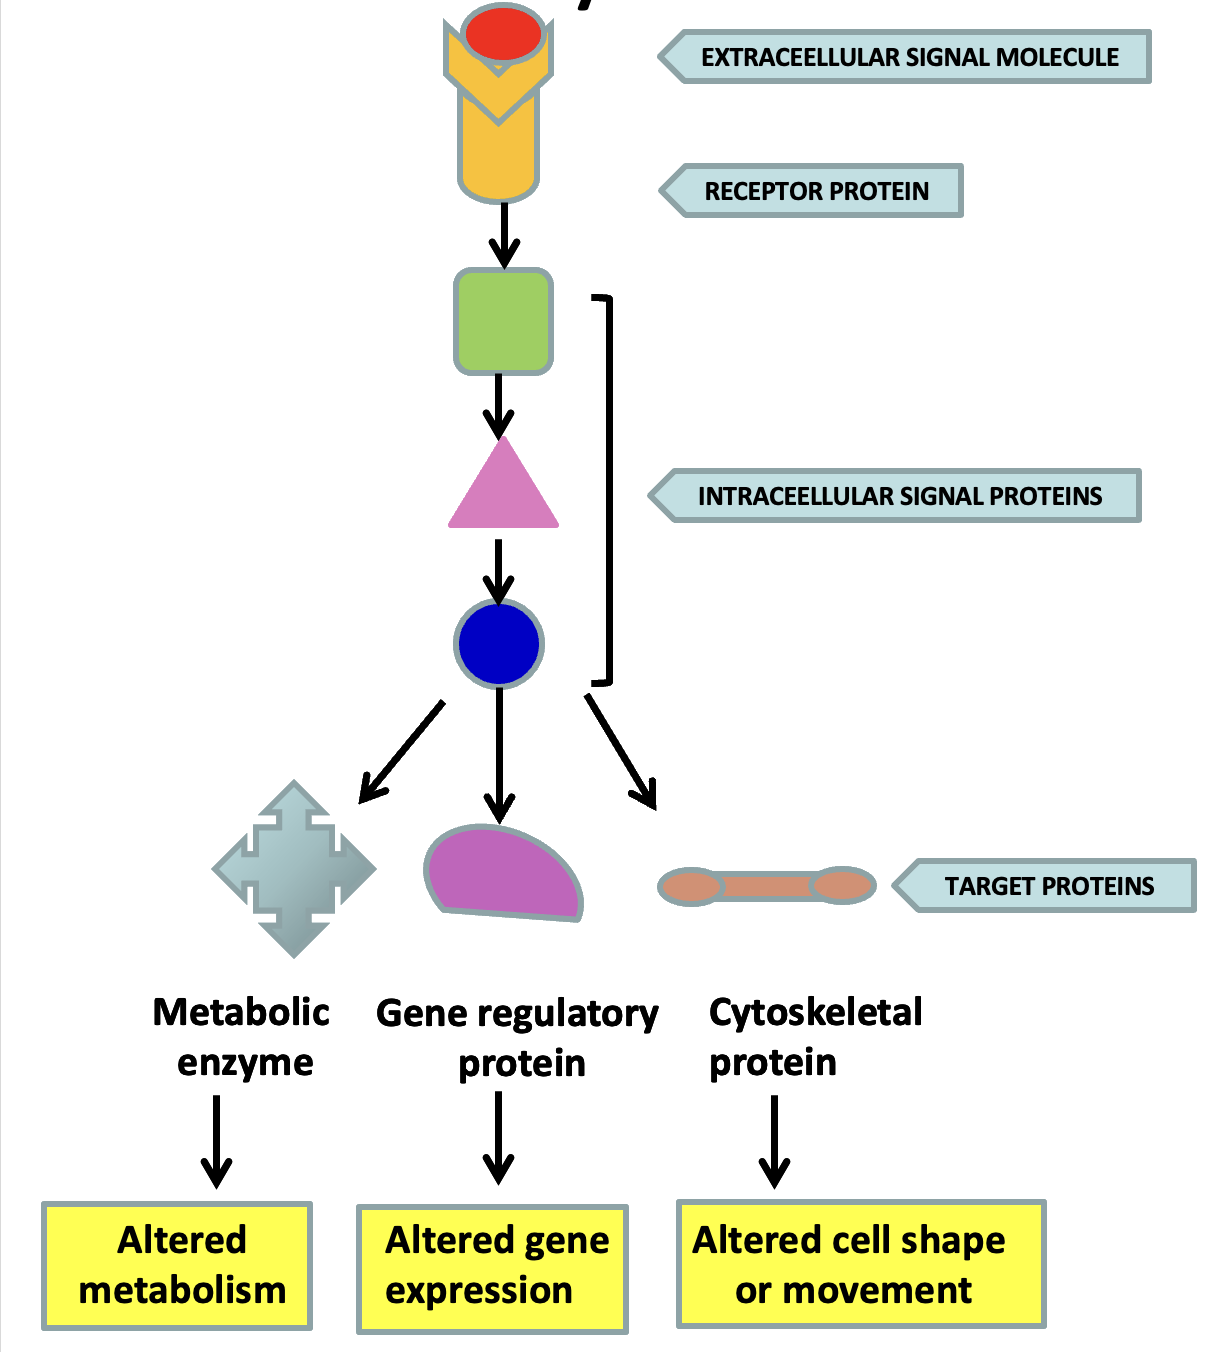 EXTRACEELLULAR SIGNAL MOLECULE
RECEPTOR PROTEIN
INTRACEELLULAR SIGNAL PROTEINS
TARGET PROTEINS
Metabolic
enzyme
Gene regulatory
protein
Cytoskeletal
protein
Altered
metabolism
Altered gene
expression
Altered cell shape
or movement